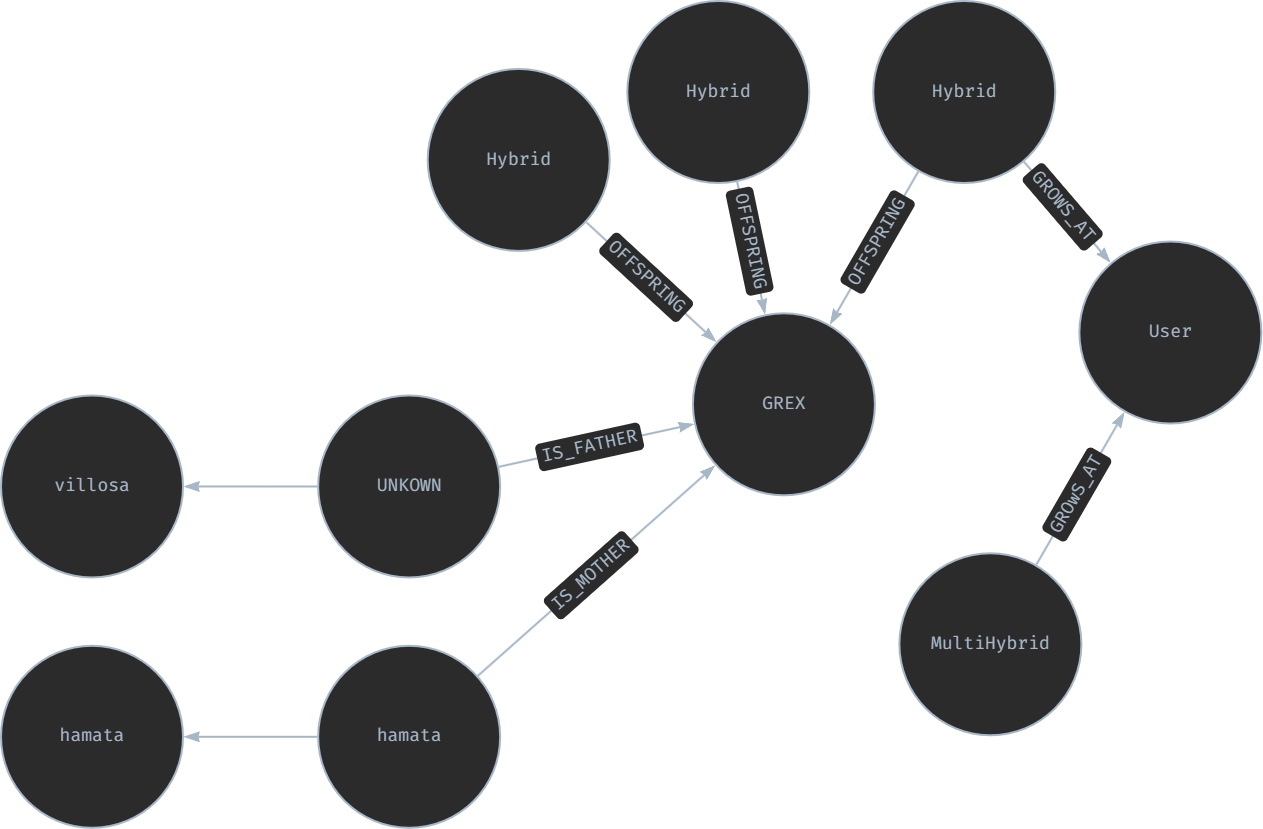 Hybrid
Hybrid
Hybrid
OFFSPRING
OFFSPRING
OFFSPRING
GROWS_AT
User
GREX
IS_FATHER
villosa
UNKOWN
GROwS_AT
IS_MOTHER
MultiHybrid
hamata
hamata